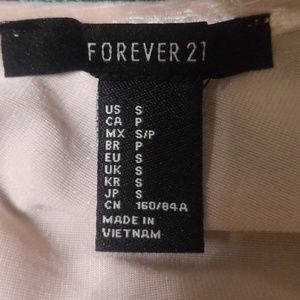 FOREVER 21
US S
CA P
MX S/P
BR P
EU S
UK S
KR S
JP S
CN 160/84A
MADE IN
VIETNAM